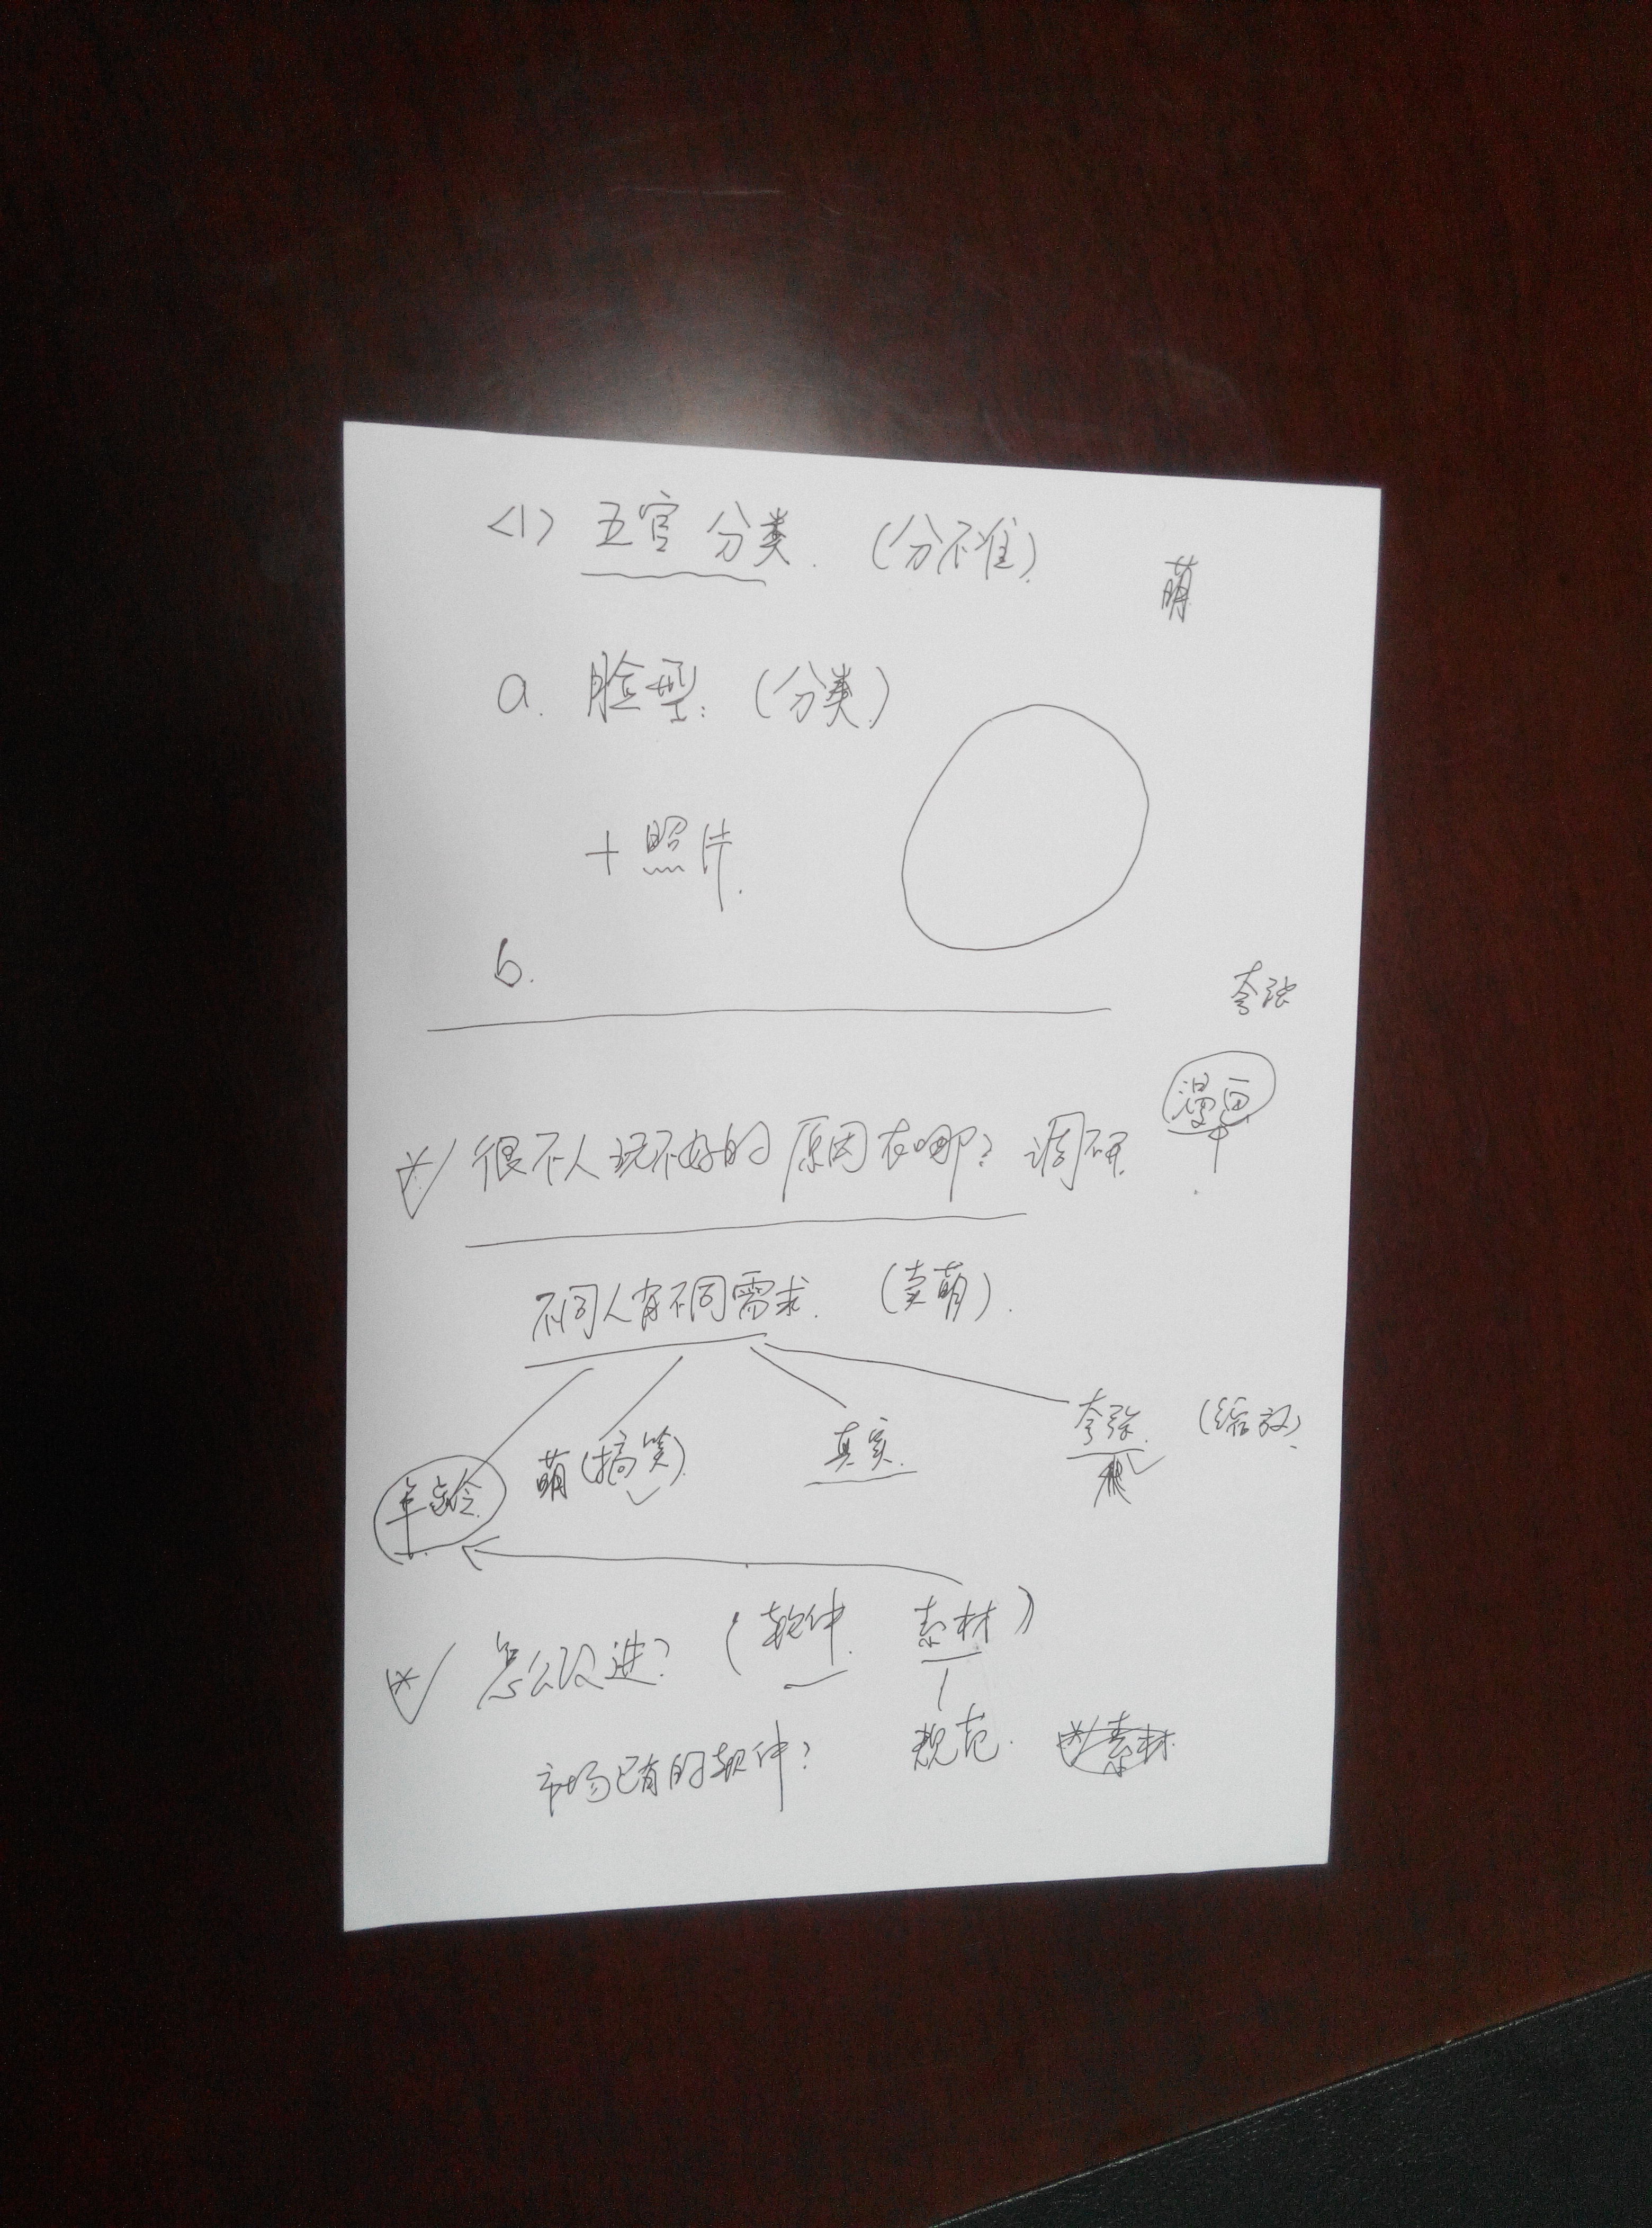 <1> 五官分类. (分不准)
萌
a. 脸型: (分类)
+ 照片.
b.
夸张
漫画
很不人玩不好的原因在哪? 调研
不同人有不同需求. (卖萌).
年龄 萌(搞笑) 真实. 夸张. (缩放)
怎么改进? (软件. 素材)
市场已有的软件? 规范. 素材